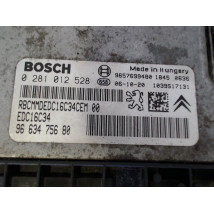 BOSCH
Made in Hungary
0 281 012 528
9657699480 1045 0636
06-10-20 1039S17131
RBCMMDEDC16C34CEM 00
EDC16C34
96 634 756 80